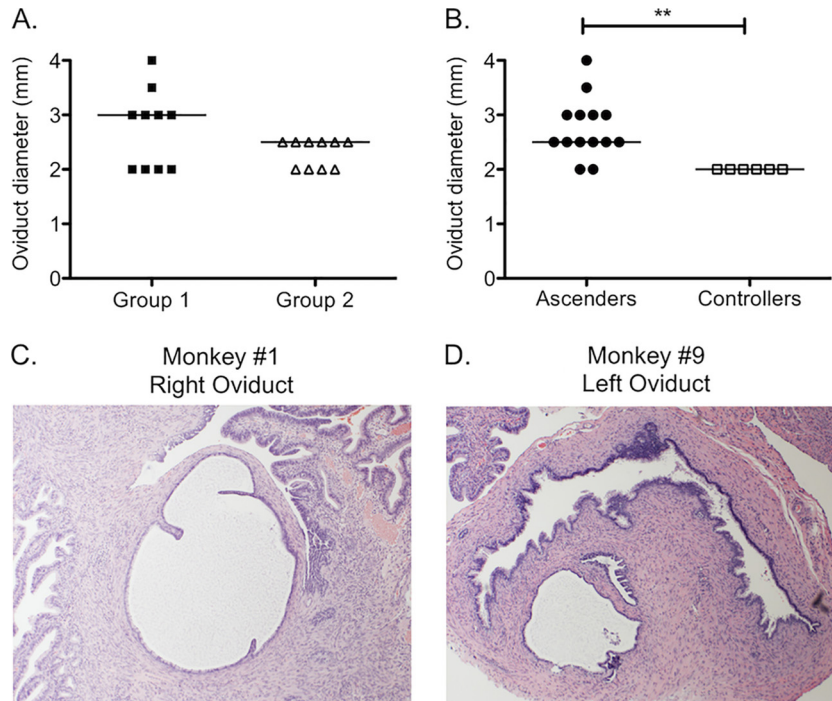 A.
Oviduct diameter (mm)
4
3
2
1
0
Group 1
Group 2
B.
**
Oviduct diameter (mm)
4
3
2
1
0
Ascenders
Controllers
C.
Monkey #1
Right Oviduct
D.
Monkey #9
Left Oviduct